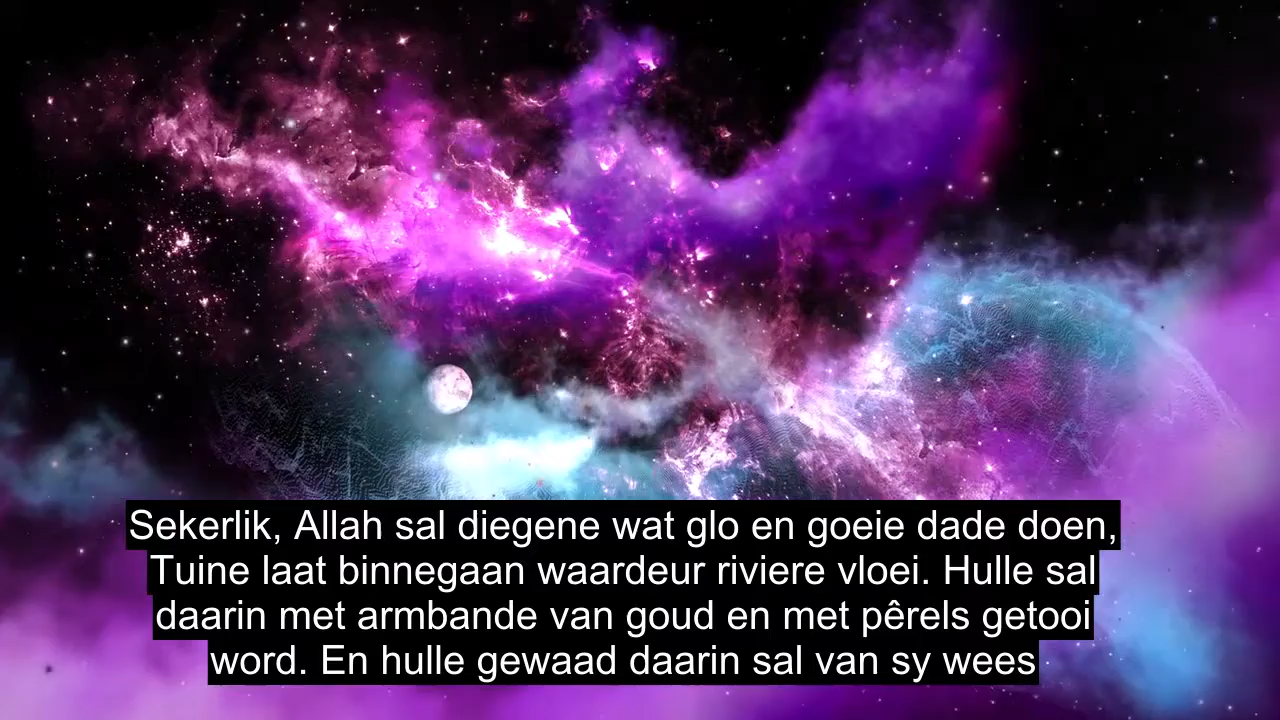 Sekerlik, Allah sal diegene wat glo en goeie dade doen,
Tuine laat binnegaan waardeur riviere vloei. Hulle sal
daarin met armbande van goud en met pêrels getooi
word. En hulle gewaad daarin sal van sy wees